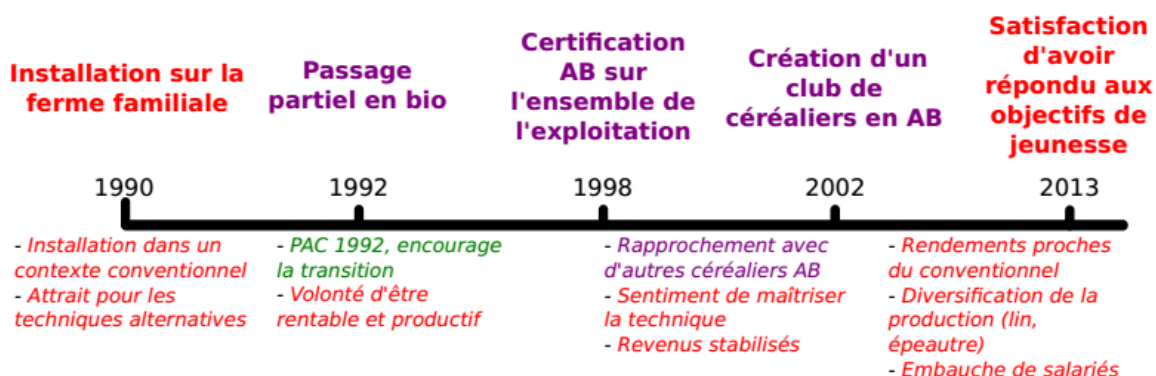 Installation sur la
ferme familiale
Passage
partiel en bio
Certification
AB sur
l'ensemble de
l'exploitation
Création d'un
club de
céréaliers en AB
Satisfaction
d'avoir
répondu aux
objectifs de
jeunesse
1990
1992
1998
2002
2013
- Installation dans un
contexte conventionnel
- Attrait pour les
techniques alternatives
- PAC 1992, encourage
la transition
- Volonté d'être
rentable et productif
- Rapprochement avec
d'autres céréaliers AB
- Sentiment de maîtriser
la technique
- Revenus stabilisés
- Rendements proches
du conventionnel
- Diversification de la
production (lin,
épeautre)
- Embauche de salariés